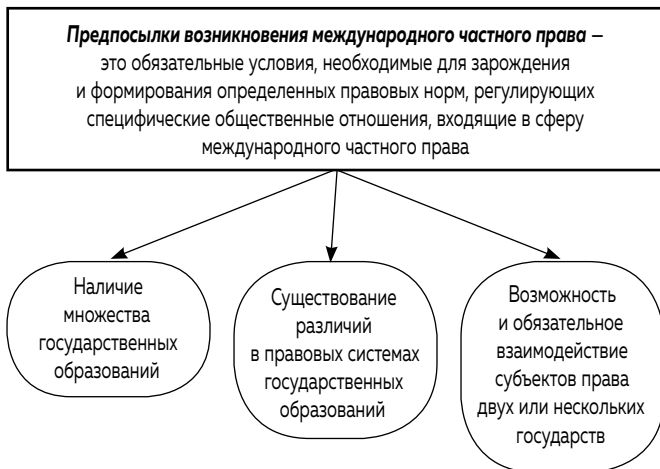 Предпосылки возникновения международного частного права –
это обязательные условия, необходимые для зарождения
и формирования определенных правовых норм, регулирующих
специфические общественные отношения, входящие в сферу
международного частного права
Наличие
множества
государственных
образований
Существование
различий
в правовых системах
государственных
образований
Возможность
и обязательное
взаимодействие
субъектов права
двух или нескольких
государств